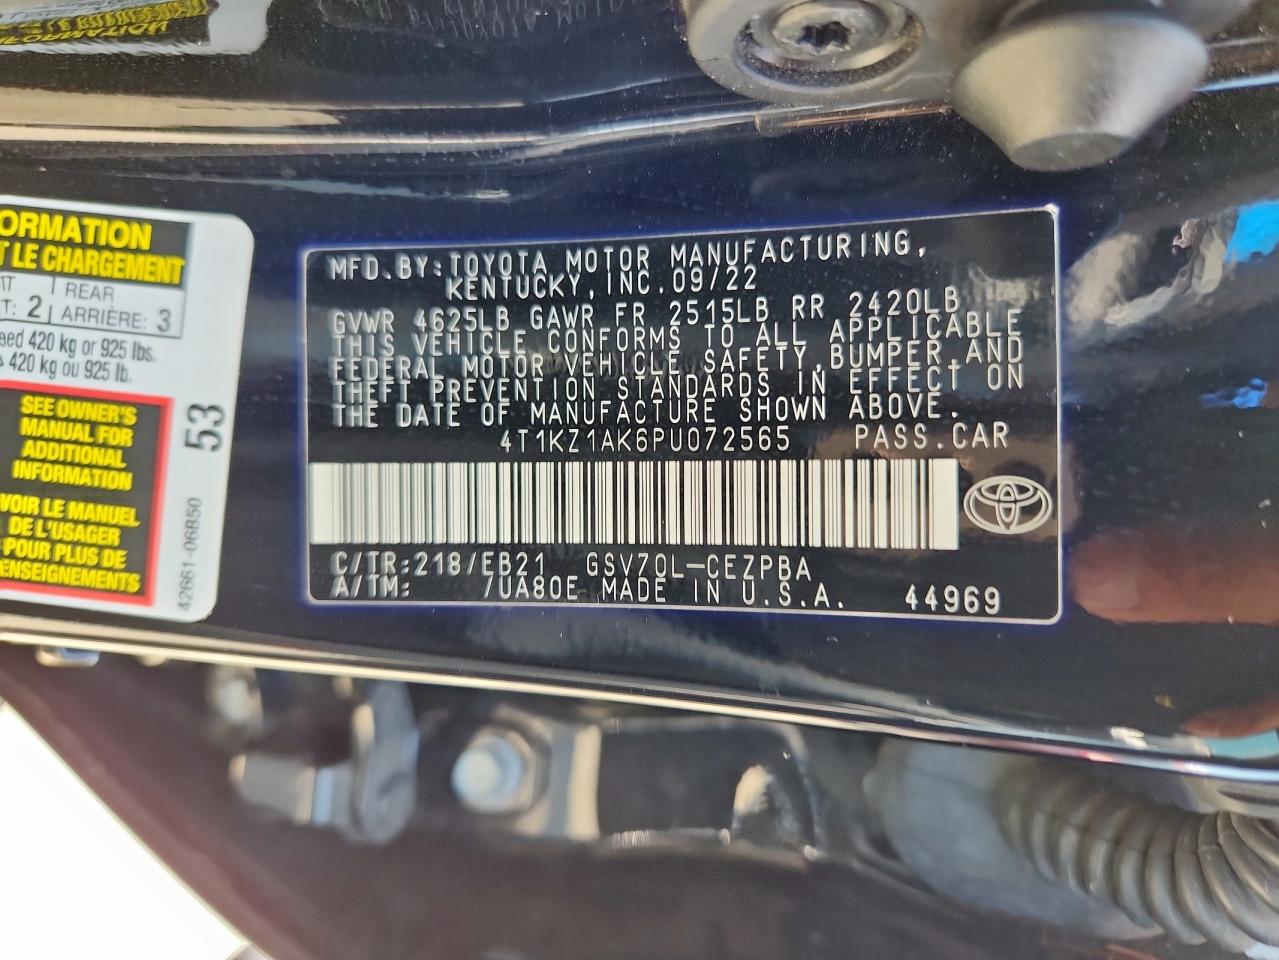 ORMATION
T LE CHARGEMENT
REAR
T: 2 ARRIÈRE: 3
420 kg or 925 lbs.
420 kg ou 925 lb.
SEE OWNER'S
MANUAL FOR
ADDITIONAL
INFORMATION
VOIR LE MANUEL
DE L'USAGER
POUR PLUS DE
ENSEIGNEMENTS
53
42661-06B50
MFD. BY: TOYOTA MOTOR MANUFACTURING,
KENTUCKY, INC. 09/22
GVWR 4625LB GAWR FR 2515LB RR 2420LB
THIS VEHICLE CONFORMS TO ALL APPLICABLE
FEDERAL MOTOR VEHICLE SAFETY, BUMPER, AND
THEFT PREVENTION STANDARDS IN EFFECT ON
THE DATE OF MANUFACTURE SHOWN ABOVE.
4T1KZ1AK6PU072565 PASS. CAR
C/TR: 218/EB21 GSV70L-CEZPBA
A/TM: /UA80E MADE IN U.S.A. 44969